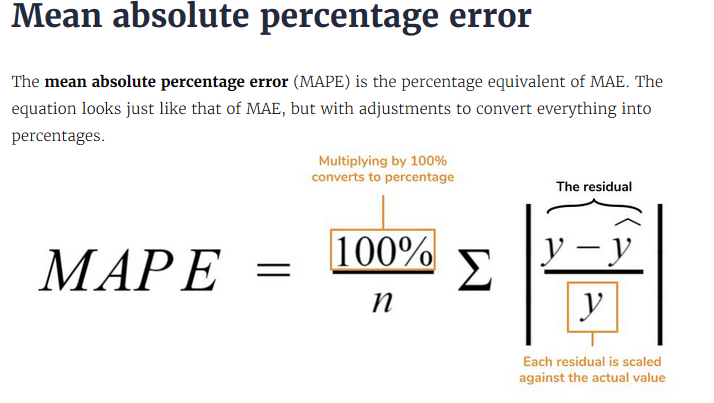 Mean absolute percentage error
The mean absolute percentage error (MAPE) is the percentage equivalent of MAE. The
equation looks just like that of MAE, but with adjustments to convert everything into
percentages.
Multiplying by 100%
converts to percentage
The residual
MAPE = 100%/n Σ |(y − ŷ)/y|
Each residual is scaled
against the actual value